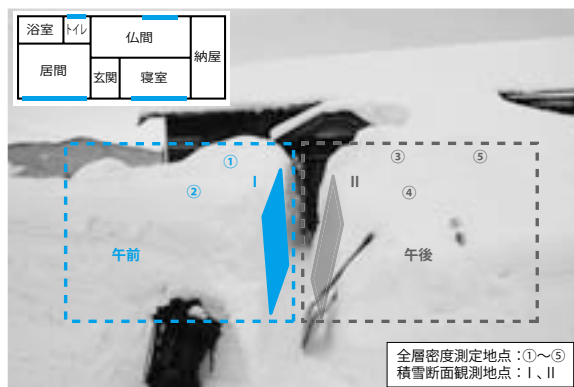 浴室 トイレ 仏間 納屋
居間 玄関 寝室
① ③ ⑤
② Ⅰ Ⅱ ④
午前 午後
全層密度測定地点：①～⑤
積雪断面観測地点：Ⅰ、Ⅱ